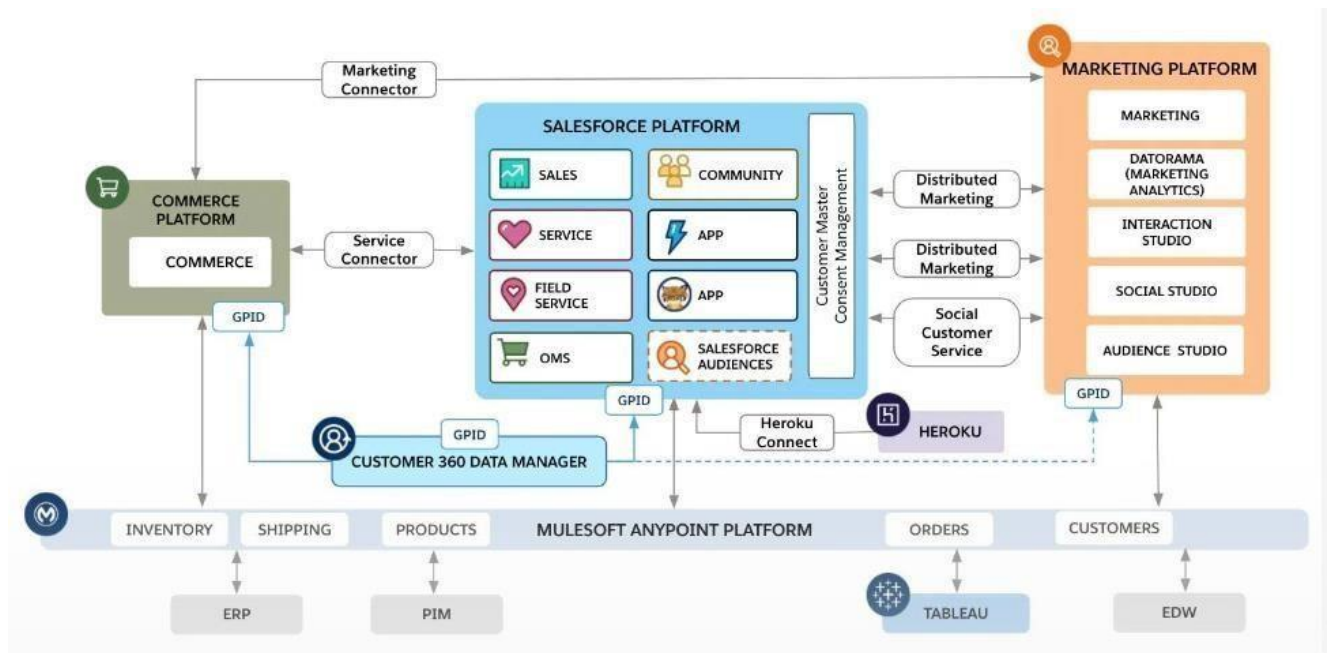 Marketing
Connector
MARKETING PLATFORM
MARKETING
DATORAMA
(MARKETING
ANALYTICS)
INTERACTION
STUDIO
SOCIAL STUDIO
AUDIENCE STUDIO
GPID
SALESFORCE PLATFORM
SALES
COMMUNITY
SERVICE
APP
FIELD
SERVICE
APP
OMS
SALESFORCE
AUDIENCES
Customer Master
Consent Management
GPID
COMMERCE
PLATFORM
COMMERCE
GPID
Service
Connector
Distributed
Marketing
Distributed
Marketing
Social
Customer
Service
Heroku
Connect
HEROKU
GPID
CUSTOMER 360 DATA MANAGER
INVENTORY
SHIPPING
PRODUCTS
MULESOFT ANYPOINT PLATFORM
ORDERS
CUSTOMERS
ERP
PIM
TABLEAU
EDW